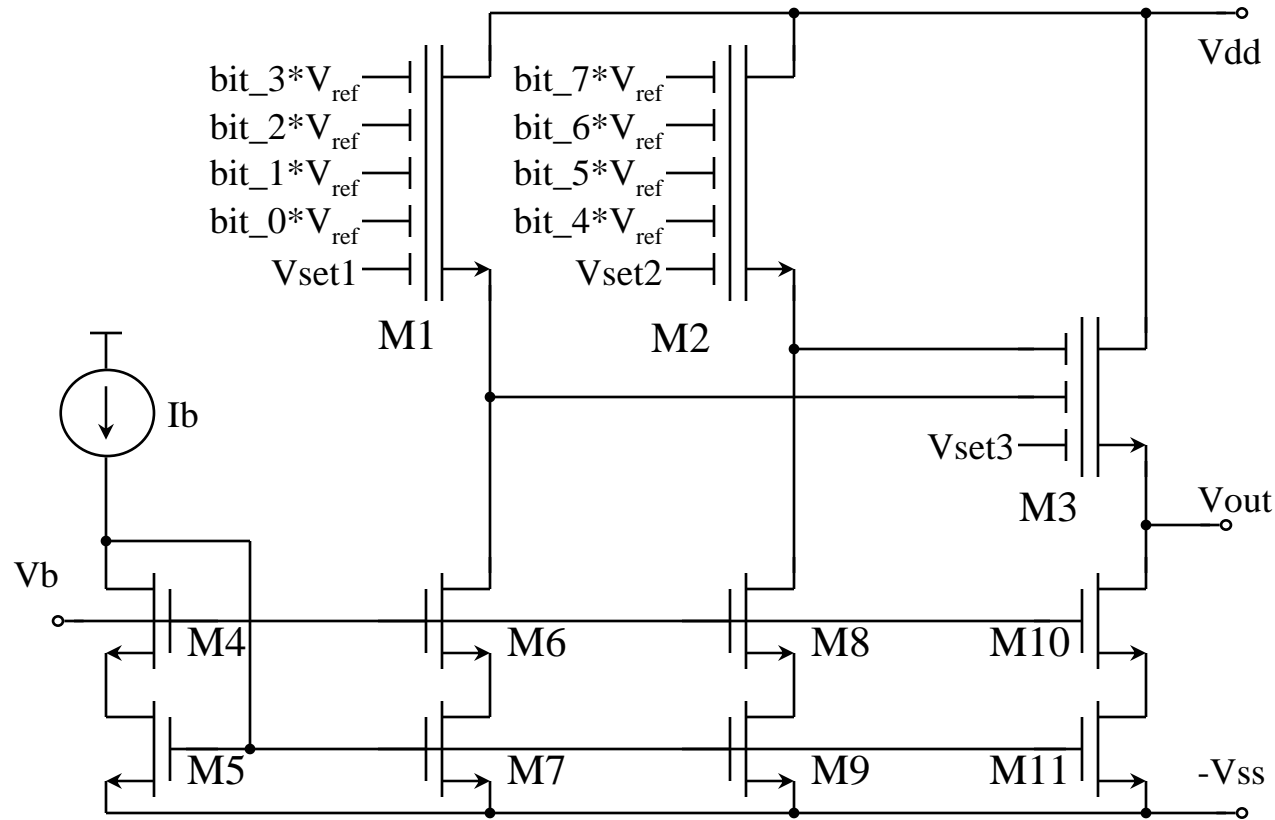 Vdd
bit_3*Vref
bit_7*Vref
bit_2*Vref
bit_6*Vref
bit_1*Vref
bit_5*Vref
bit_0*Vref
bit_4*Vref
Vset1
Vset2
M1
M2
Ib
Vset3
M3
Vout
Vb
M4
M6
M8
M10
M5
M7
M9
M11
-Vss